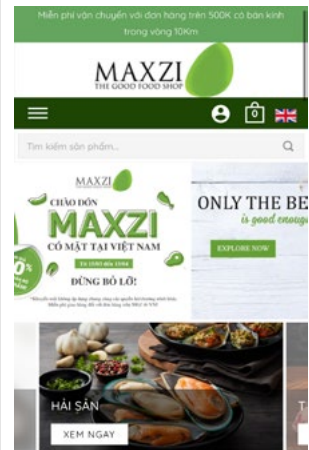 Miễn phí vận chuyển với đơn hàng trên 500K có bán kính
trong vòng 10Km
MAXZI
THE GOOD FOOD SHOP
0
Tìm kiếm sản phẩm...
MAXZI
CHÀO ĐÓN
MAXZI
CÓ MẶT TẠI VIỆT NAM
ĐỪNG BỎ LỠ!
0%
ONLY THE BE
is good enoug
EXPLORE NOW
HẢI SẢN
XEM NGAY
T